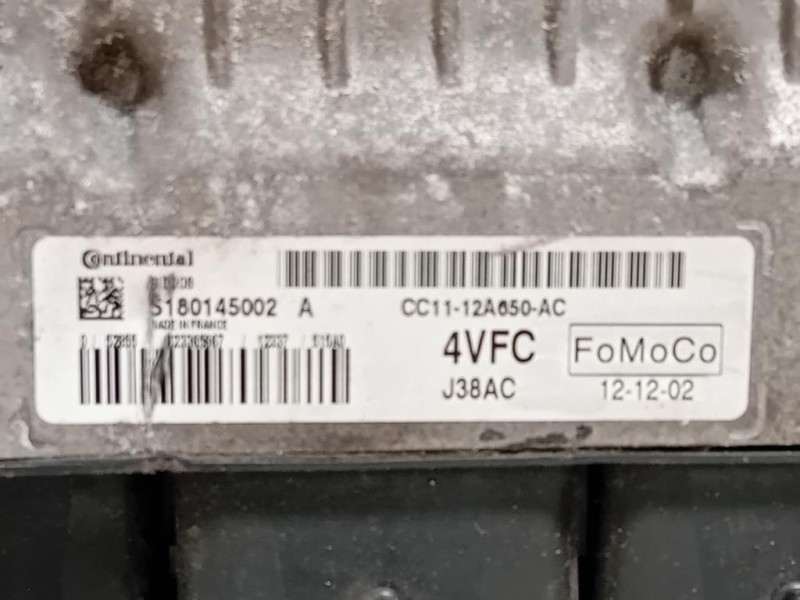 Continental
S180145002 A
CC11-12A650-AC
MADE IN FRANCE
4VFC
FoMoCo
J38AC
12-12-02